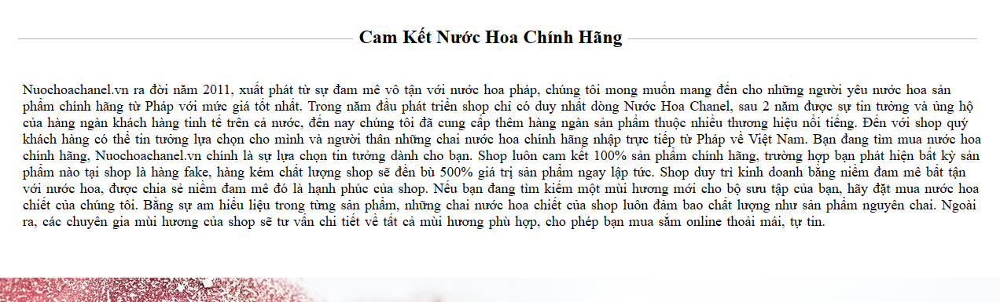 Cam Kết Nước Hoa Chính Hãng
Nuochoachanel.vn ra đời năm 2011, xuất phát từ sự đam mê vô tận với nước hoa pháp, chúng tôi mong muốn mang đến cho những người yêu nước hoa sản
phẩm chính hãng từ Pháp với mức giá tốt nhất. Trong năm đầu phát triển shop chỉ có duy nhất dòng Nước Hoa Chanel, sau 2 năm được sự tin tưởng và ủng hộ
của hàng ngàn khách hàng tinh tế trên cả nước, đến nay chúng tôi đã cung cấp thêm hàng ngàn sản phẩm thuộc nhiều thương hiệu nổi tiếng. Đến với shop quý
khách hàng có thể tin tưởng lựa chọn cho mình và người thân những chai nước hoa chính hãng nhập trực tiếp từ Pháp về Việt Nam. Bạn đang tìm mua nước hoa
chính hãng, Nuochoachanel.vn chính là sự lựa chọn tin tưởng dành cho bạn. Shop luôn cam kết 100% sản phẩm chính hãng, trường hợp bạn phát hiện bất kỳ sản
phẩm nào tại shop là hàng fake, hàng kém chất lượng shop sẽ đền bù 500% giá trị sản phẩm ngay lập tức. Shop duy trì kinh doanh bằng niềm đam mê bất tận
với nước hoa, được chia sẻ niềm đam mê đó là hạnh phúc của shop. Nếu bạn đang tìm kiếm một mùi hương mới cho bộ sưu tập của bạn, hãy đặt mua nước hoa
chiết của chúng tôi. Bằng sự am hiểu liệu trong từng sản phẩm, những chai nước hoa chiết của shop luôn đảm bao chất lượng như sản phẩm nguyên chai. Ngoài
ra, các chuyên gia mùi hương của shop sẽ tư vấn chi tiết về tất cả mùi hương phù hợp, cho phép bạn mua sắm online thoải mái, tự tin.